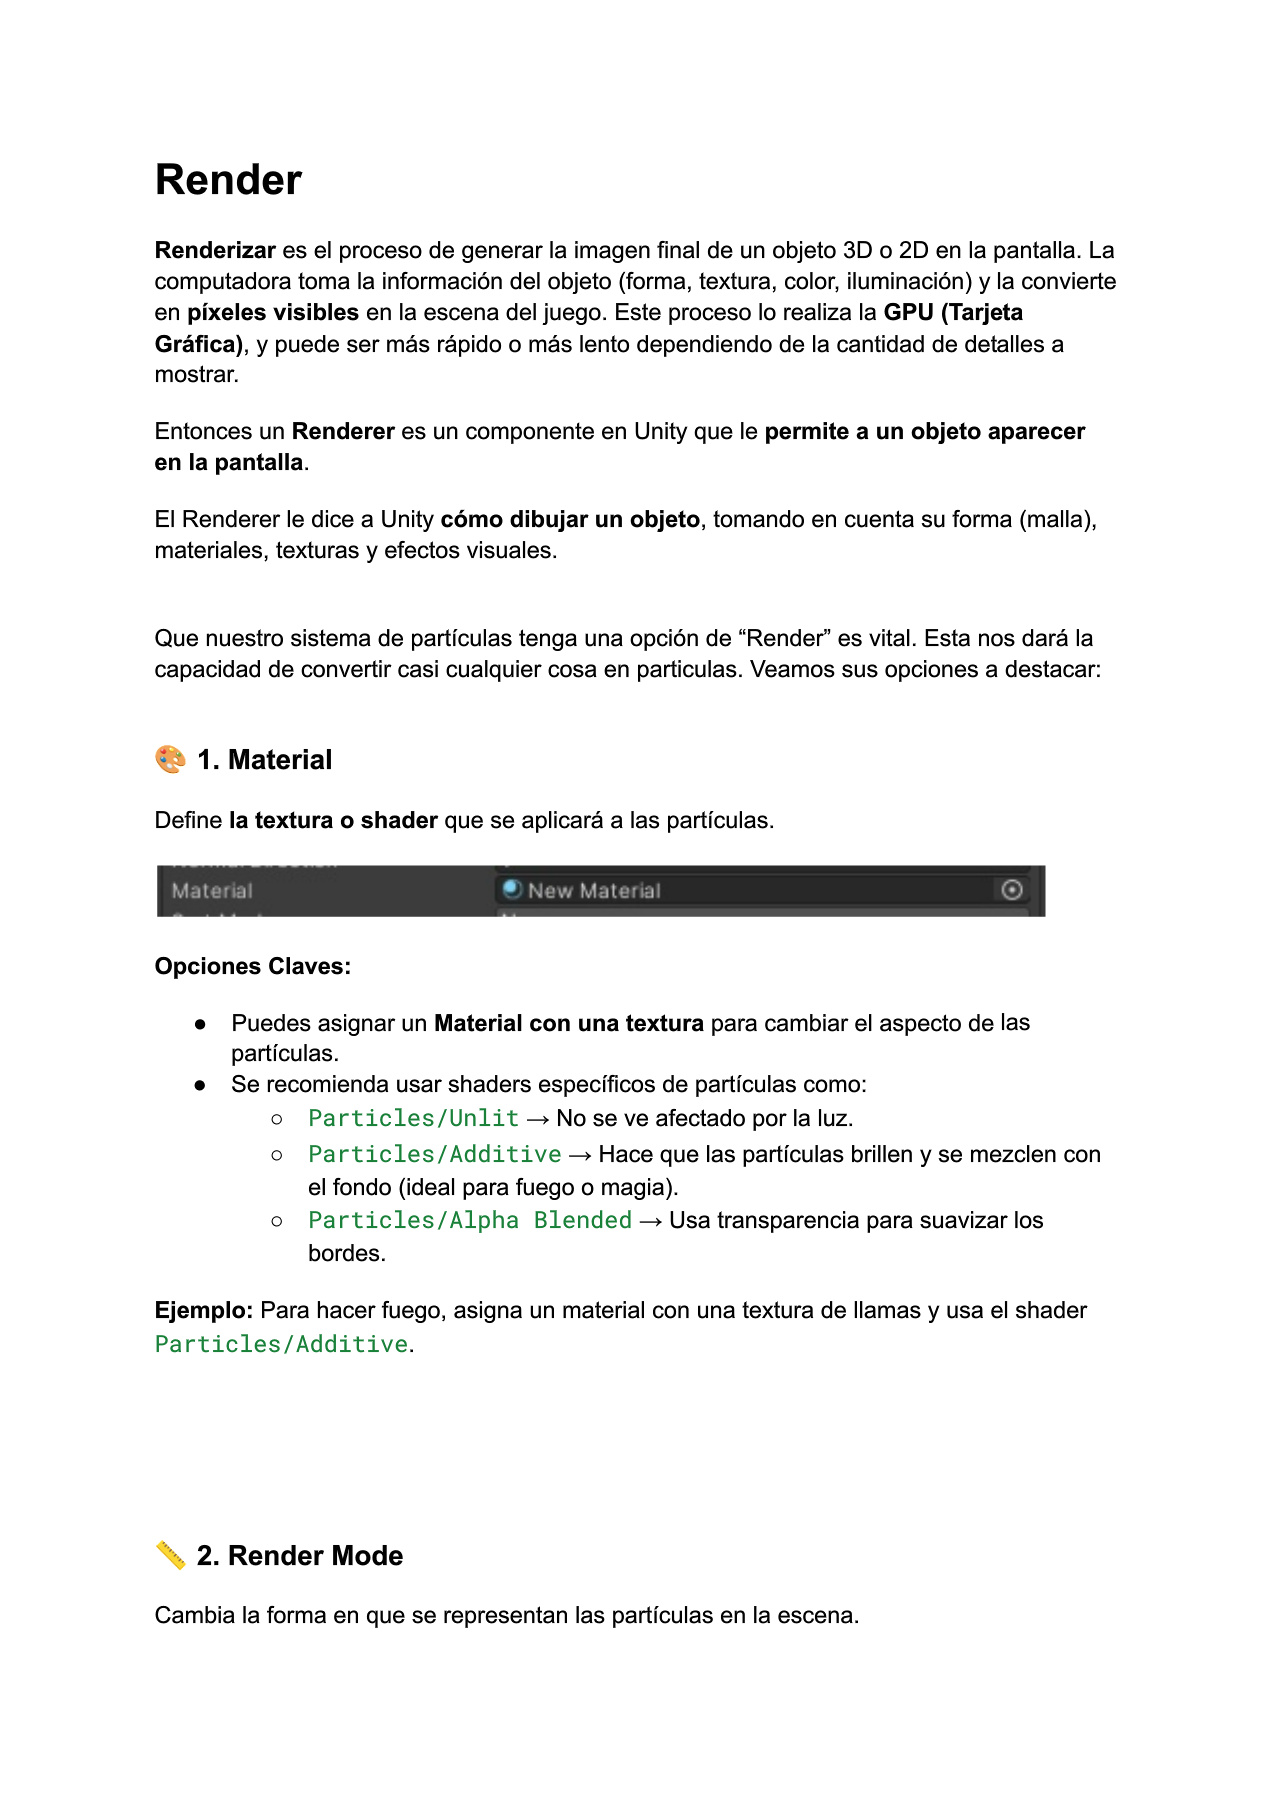 Render
Renderizar es el proceso de generar la imagen final de un objeto 3D o 2D en la pantalla. La
computadora toma la información del objeto (forma, textura, color, iluminación) y la convierte
en píxeles visibles en la escena del juego. Este proceso lo realiza la GPU (Tarjeta
Gráfica), y puede ser más rápido o más lento dependiendo de la cantidad de detalles a
mostrar.
Entonces un Renderer es un componente en Unity que le permite a un objeto aparecer
en la pantalla.
El Renderer le dice a Unity cómo dibujar un objeto, tomando en cuenta su forma (malla),
materiales, texturas y efectos visuales.
Que nuestro sistema de partículas tenga una opción de “Render” es vital. Esta nos dará la
capacidad de convertir casi cualquier cosa en particulas. Veamos sus opciones a destacar:
🎨 1. Material
Define la textura o shader que se aplicará a las partículas.
Material New Material
Opciones Claves:
● Puedes asignar un Material con una textura para cambiar el aspecto de las
partículas.
● Se recomienda usar shaders específicos de partículas como:
○ Particles/Unlit → No se ve afectado por la luz.
○ Particles/Additive → Hace que las partículas brillen y se mezclen con
el fondo (ideal para fuego o magia).
○ Particles/Alpha Blended → Usa transparencia para suavizar los
bordes.
Ejemplo: Para hacer fuego, asigna un material con una textura de llamas y usa el shader
Particles/Additive.
📏 2. Render Mode
Cambia la forma en que se representan las partículas en la escena.